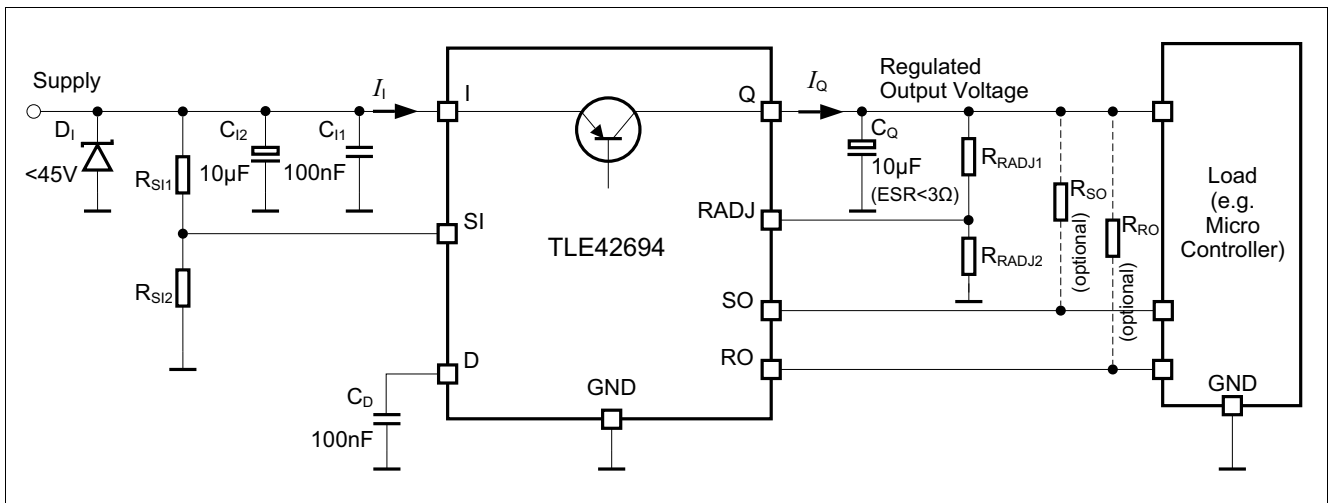 Supply
D_I
<45V
R_SI1
R_SI2
C_I2
10µF
C_I1
100nF
I_I
I
SI
D
C_D
100nF
TLE42694
GND
Q
RADJ
SO
RO
I_Q
Regulated
Output Voltage
C_Q
10µF
(ESR<3Ω)
R_RADJ1
R_RADJ2
R_SO
(optional)
R_RO
(optional)
Load
(e.g.
Micro
Controller)
GND